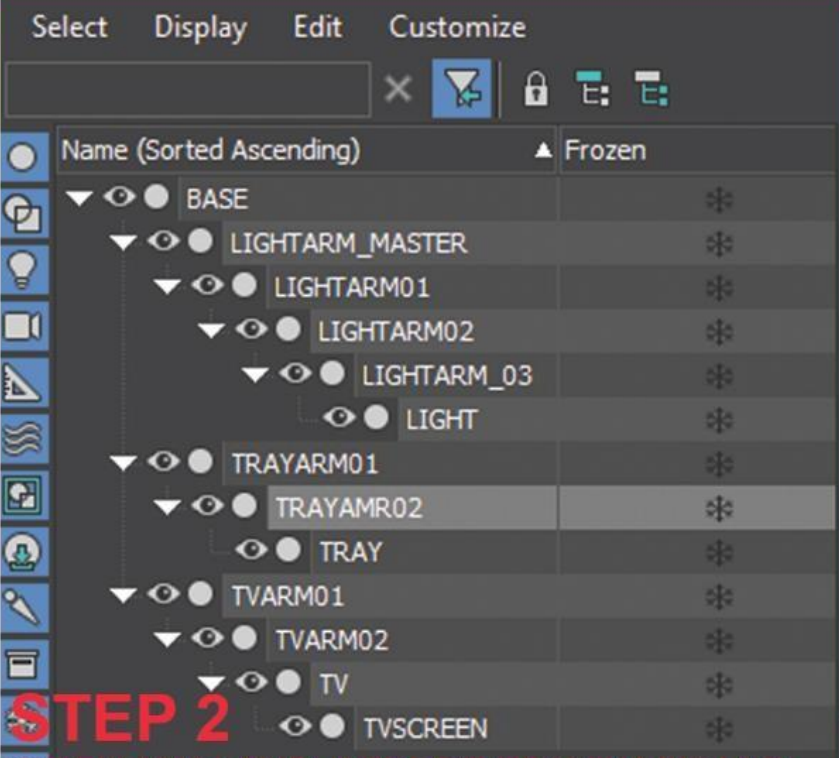 Select Display Edit Customize
Name (Sorted Ascending) Frozen
BASE
LIGHTARM_MASTER
LIGHTARM01
LIGHTARM02
LIGHTARM_03
LIGHT
TRAYARM01
TRAYAMR02
TRAY
TVARM01
TVARM02
TV
TVSCREEN
STEP 2